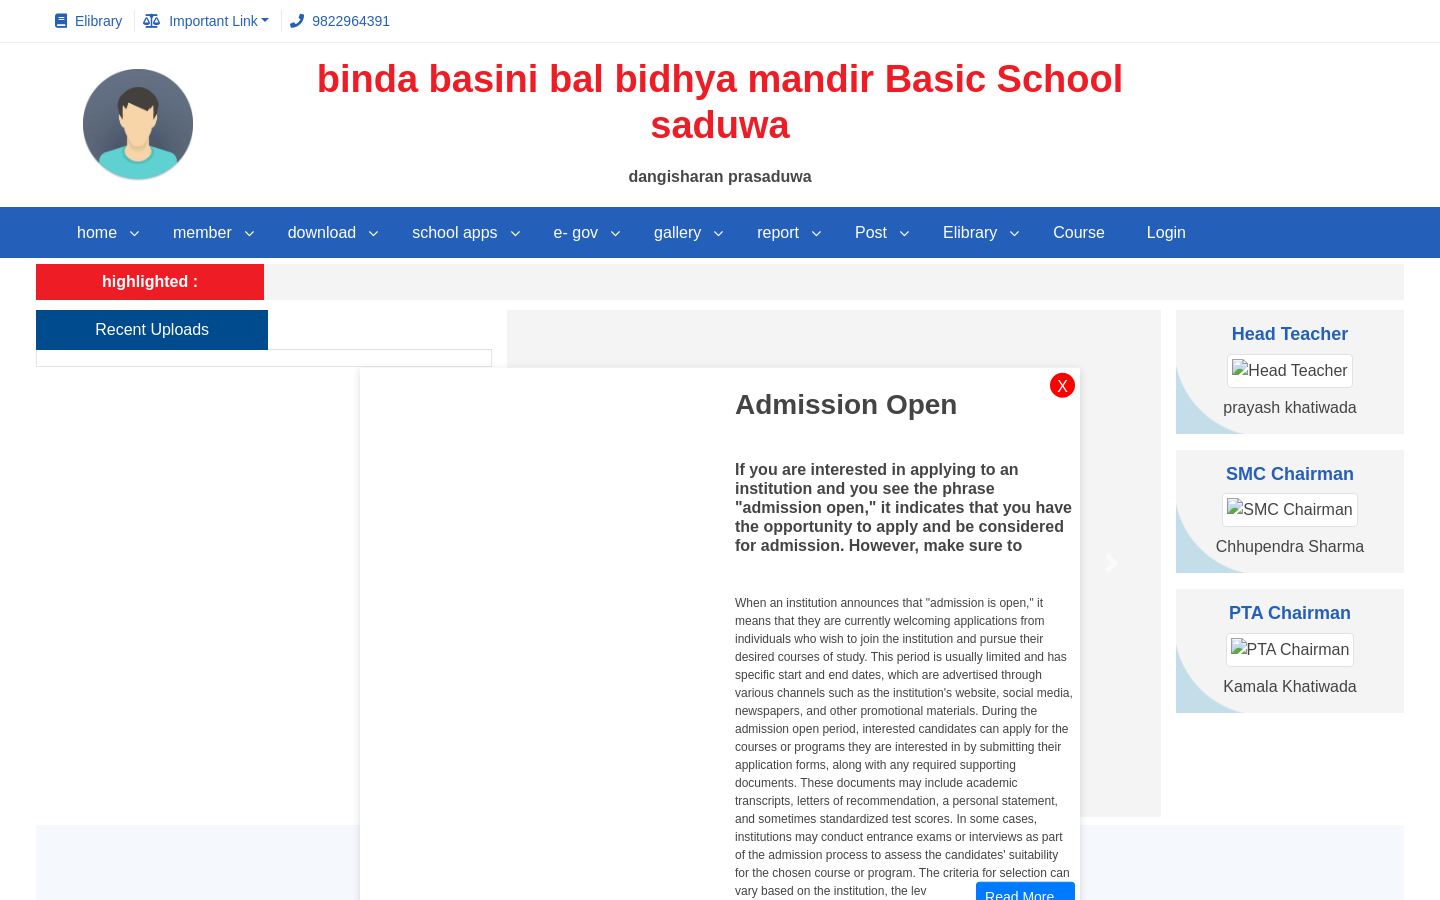 Elibrary
Important Link
9822964391
binda basini bal bidhya mandir Basic School
saduwa
dangisharan prasaduwa
home
member
download
school apps
e- gov
gallery
report
Post
Elibrary
Course
Login
highlighted :
Recent Uploads
X
Admission Open
If you are interested in applying to an
institution and you see the phrase
"admission open," it indicates that you have
the opportunity to apply and be considered
for admission. However, make sure to
When an institution announces that "admission is open," it
means that they are currently welcoming applications from
individuals who wish to join the institution and pursue their
desired courses of study. This period is usually limited and has
specific start and end dates, which are advertised through
various channels such as the institution's website, social media,
newspapers, and other promotional materials. During the
admission open period, interested candidates can apply for the
courses or programs they are interested in by submitting their
application forms, along with any required supporting
documents. These documents may include academic
transcripts, letters of recommendation, a personal statement,
and sometimes standardized test scores. In some cases,
institutions may conduct entrance exams or interviews as part
of the admission process to assess the candidates' suitability
for the chosen course or program. The criteria for selection can
vary based on the institution, the lev
Read More
Head Teacher
Head Teacher
prayash khatiwada
SMC Chairman
SMC Chairman
Chhupendra Sharma
PTA Chairman
PTA Chairman
Kamala Khatiwada